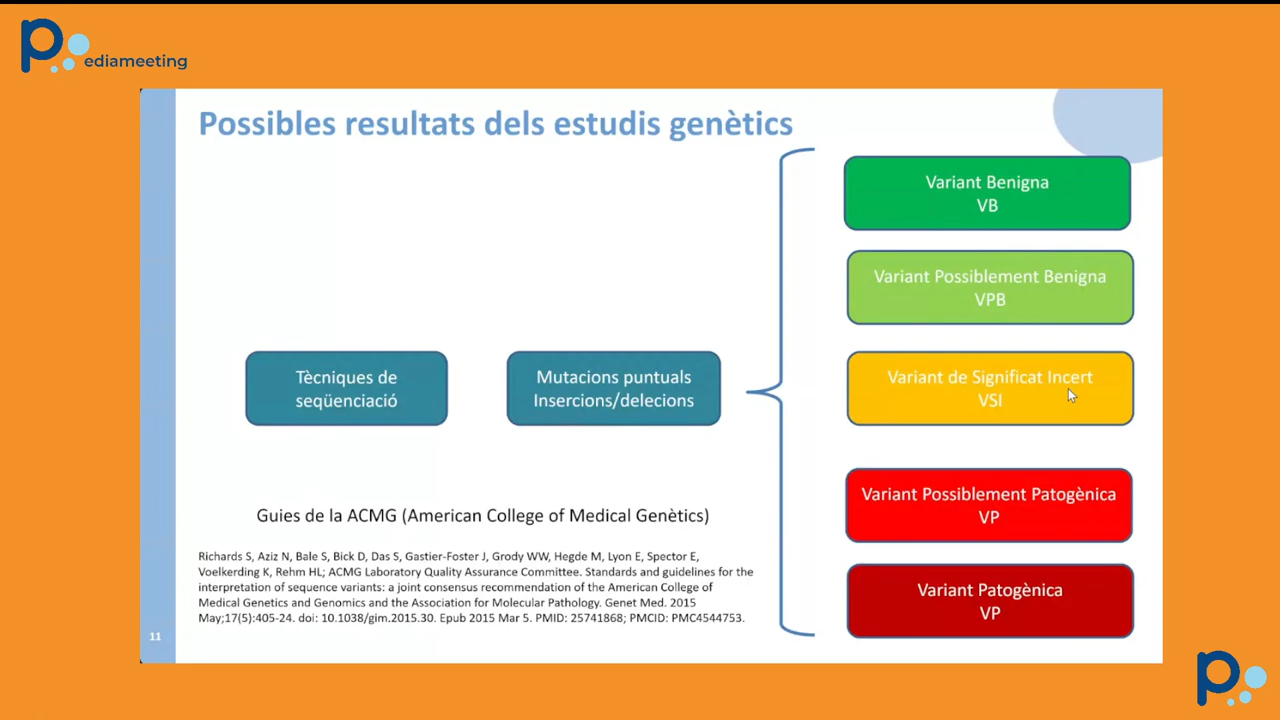 pediameeting
Possibles resultats dels estudis genètics
Variant Benigna
VB
Variant Possiblement Benigna
VPB
Tècniques de
seqüenciació
Mutacions puntuals
Insercions/delecions
Variant de Significat Incert
VSI
Variant Possiblement Patogènica
VP
Variant Patogènica
VP
Guies de la ACMG (American College of Medical Genètics)
Richards S, Aziz N, Bale S, Bick D, Das S, Gastier-Foster J, Grody WW, Hegde M, Lyon E, Spector E,
Voelkerding K, Rehm HL; ACMG Laboratory Quality Assurance Committee. Standards and guidelines for the
interpretation of sequence variants: a joint consensus recommendation of the American College of
Medical Genetics and Genomics and the Association for Molecular Pathology. Genet Med. 2015
May;17(5):405-24. doi: 10.1038/gim.2015.30. Epub 2015 Mar 5. PMID: 25741868; PMCID: PMC4544753.
11
p